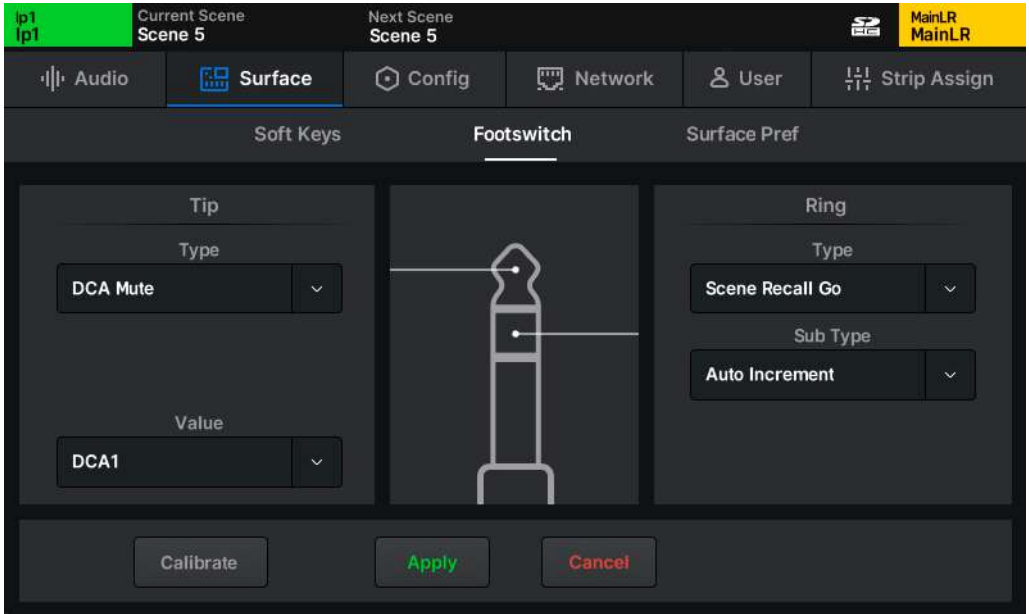 Ip1
Ip1
Current Scene
Scene 5
Next Scene
Scene 5
MainLR
MainLR
Audio
Surface
Config
Network
User
Strip Assign
Soft Keys
Footswitch
Surface Pref
Tip
Type
DCA Mute
Value
DCA1
Ring
Type
Scene Recall Go
Sub Type
Auto Increment
Calibrate
Apply
Cancel